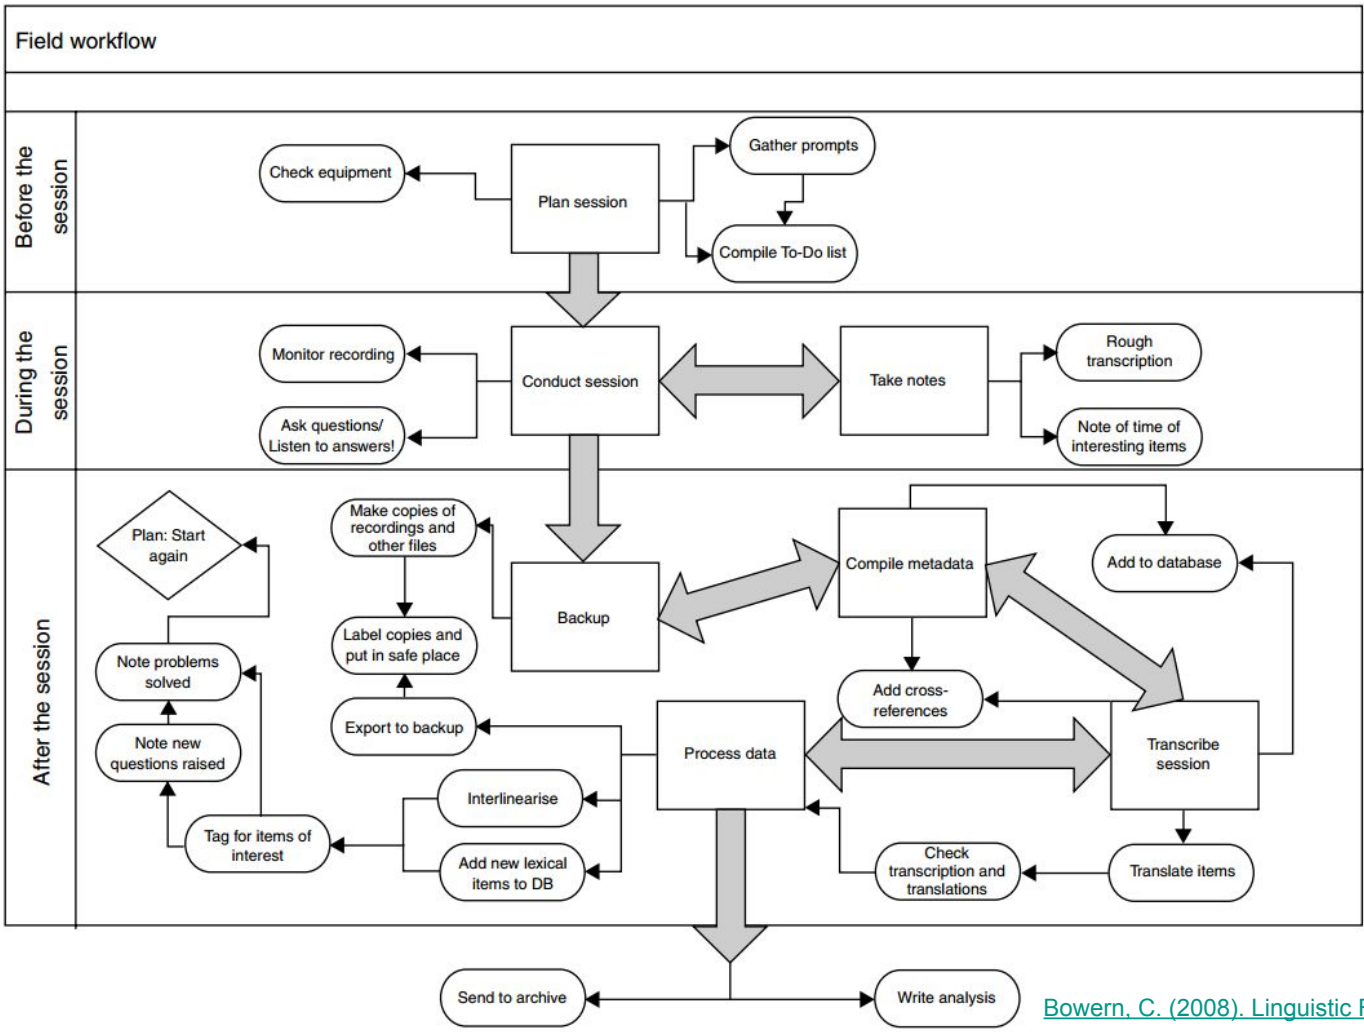 Field workflow
Before the
session
Check equipment
Plan session
Gather prompts
Compile To-Do list
During the
session
Monitor recording
Ask questions/
Listen to answers!
Conduct session
Take notes
Rough
transcription
Note of time of
interesting items
After the session
Plan: Start
again
Make copies of
recordings and
other files
Backup
Compile metadata
Add to database
Label copies and
put in safe place
Note problems
solved
Add cross-
references
Export to backup
Note new
questions raised
Process data
Transcribe
session
Interlinearise
Tag for items of
interest
Add new lexical
items to DB
Check
transcription and
translations
Translate items
Send to archive
Write analysis
Bowern, C. (2008). Linguistic